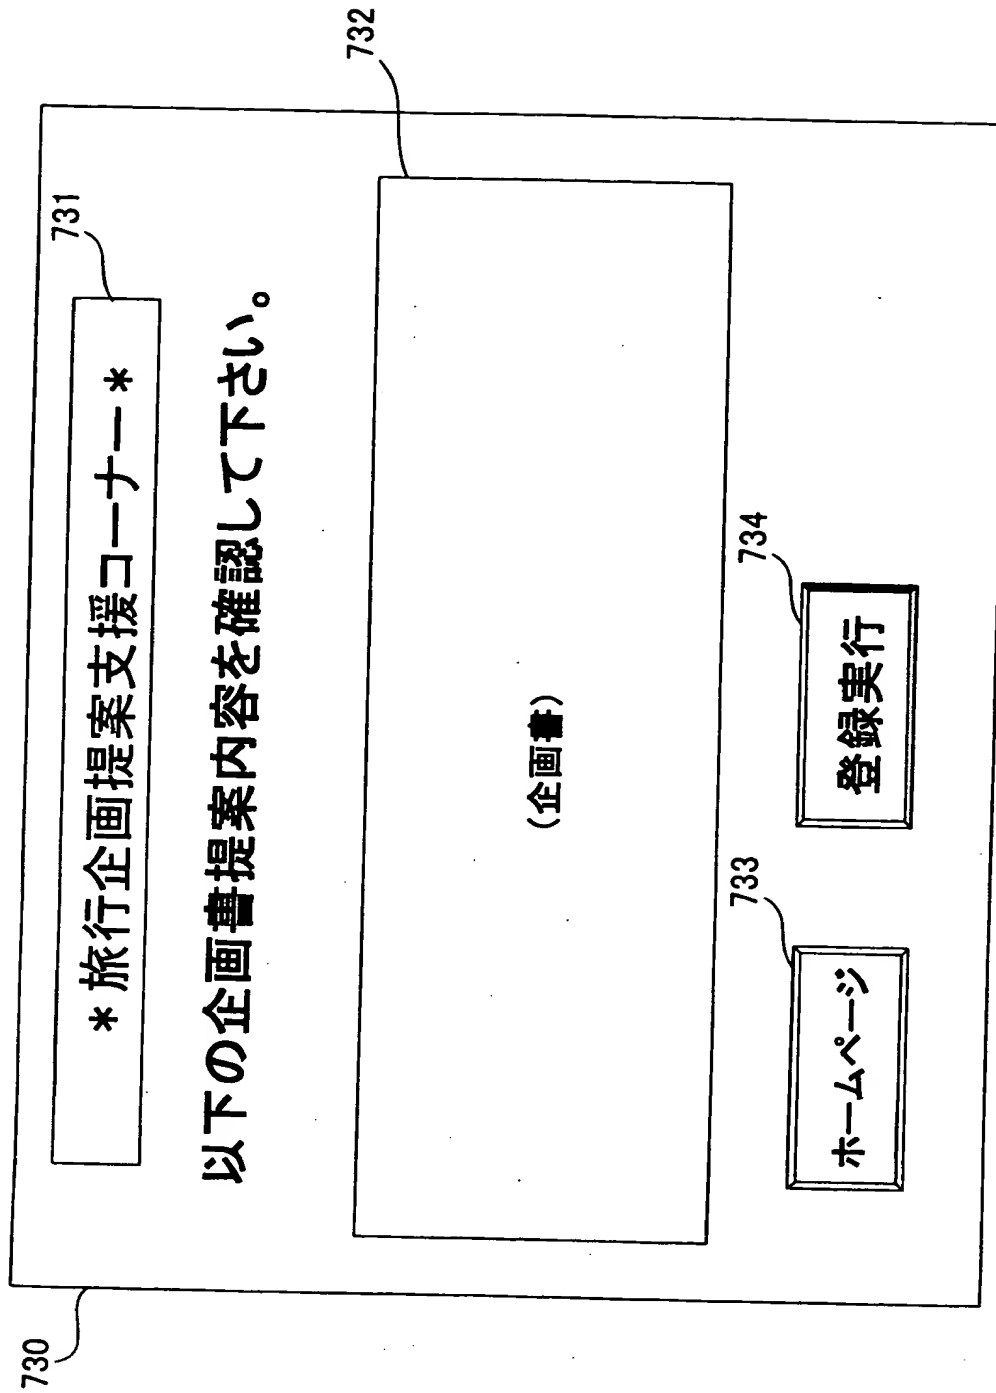 730
731
＊旅行企画提案支援コーナー＊
以下の企画書提案内容を確認して下さい。
732
(企画書)
733
ホームページ
734
登録実行